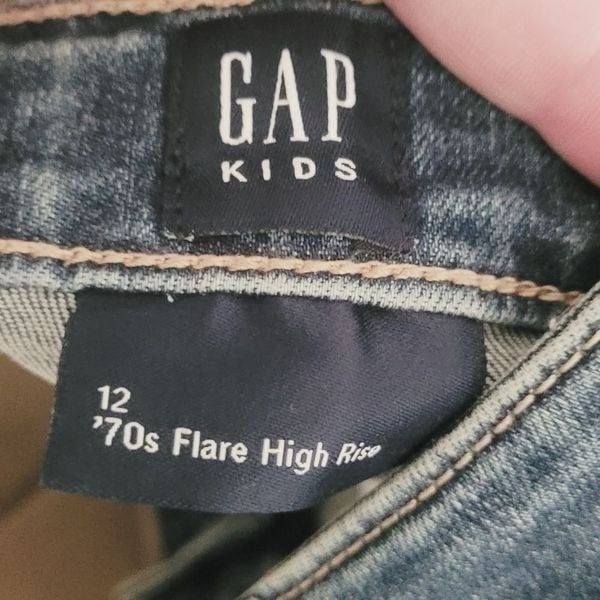 GAP
KIDS
12
'70s Flare High Rise